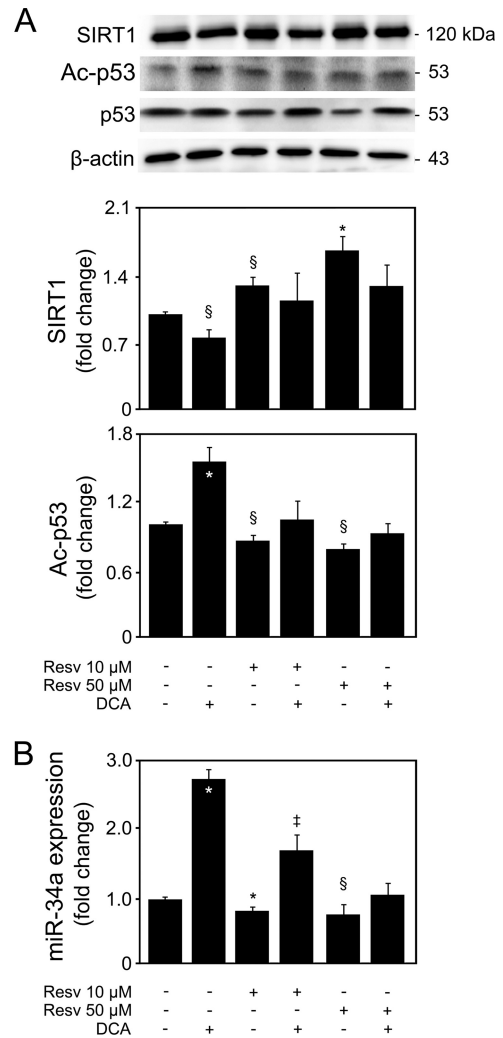 A
SIRT1 - 120 kDa
Ac-p53 - 53
p53 - 53
β-actin - 43
SIRT1
(fold change)
2.1
1.4
0.7
0
§
§
*
Ac-p53
(fold change)
1.8
1.2
0.6
0
*
§
§
Resv 10 µM - - + + - -
Resv 50 µM - - - - + +
DCA - + - + - +
B
miR-34a expression
(fold change)
3.0
2.0
1.0
0
*
*
‡
§
Resv 10 µM - - + + - -
Resv 50 µM - - - - + +
DCA - + - + - +